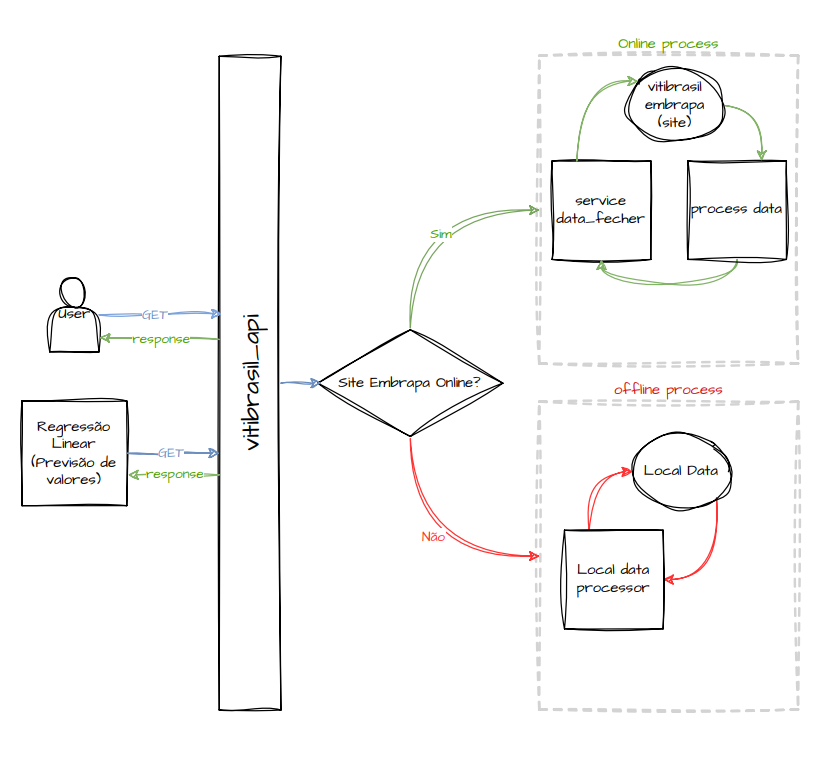 Online process
vitibrasil
embrapa
(site)
service
data_fecher
process data
Sim
User
GET
response
vitibrasil_api
Site Embrapa Online?
offline process
Regressão
Linear
(Previsão de
valores)
GET
response
Local Data
Não
Local data
processor